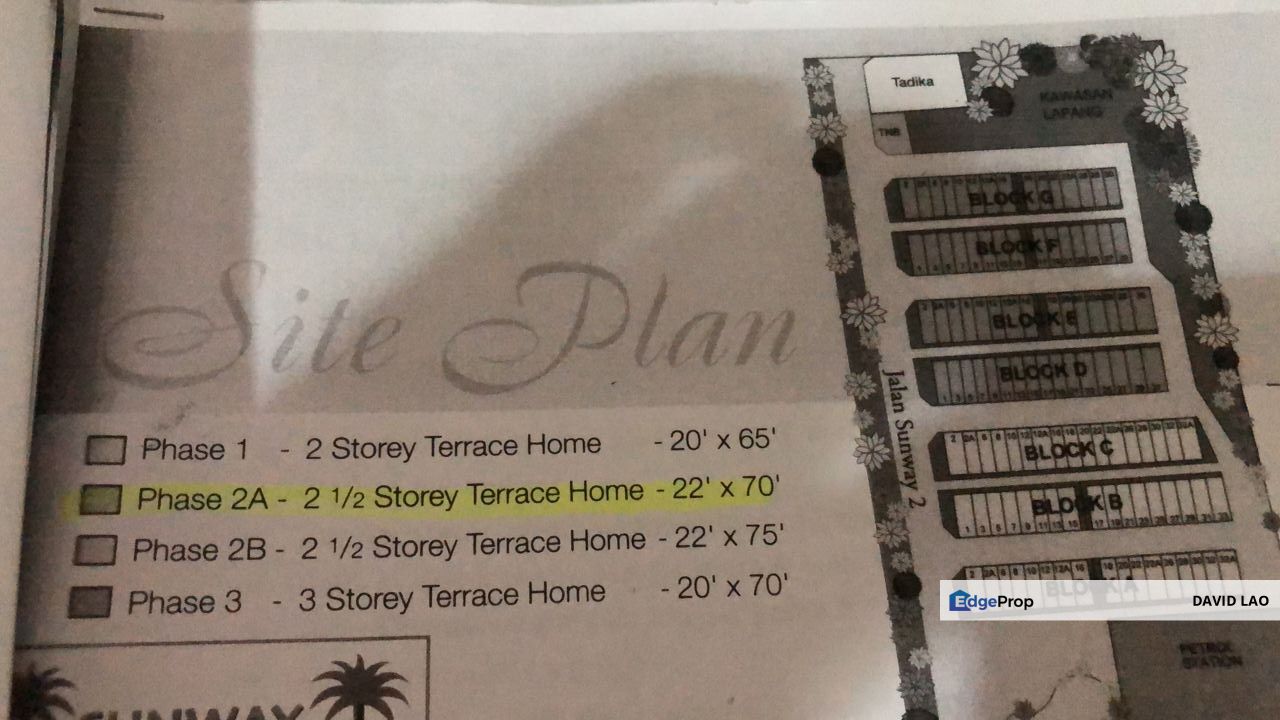 Site Plan
Phase 1 - 2 Storey Terrace Home - 20' x 65'
Phase 2A - 2 1/2 Storey Terrace Home - 22' x 70'
Phase 2B - 2 1/2 Storey Terrace Home - 22' x 75'
Phase 3 - 3 Storey Terrace Home - 20' x 70'
SUNWAY
Tadika
KAWASAN
LAPANG
TNB
BLOCK G
BLOCK F
BLOCK E
BLOCK D
Jalan Sunway 2
BLOCK C
BLOCK B
BLOCK A
EdgeProp
DAVID LAO
PETROL
STATION